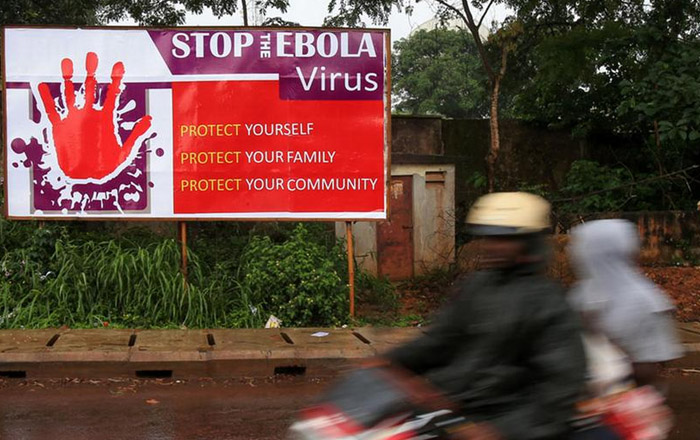 STOP THE EBOLA
Virus
PROTECT YOURSELF
PROTECT YOUR FAMILY
PROTECT YOUR COMMUNITY